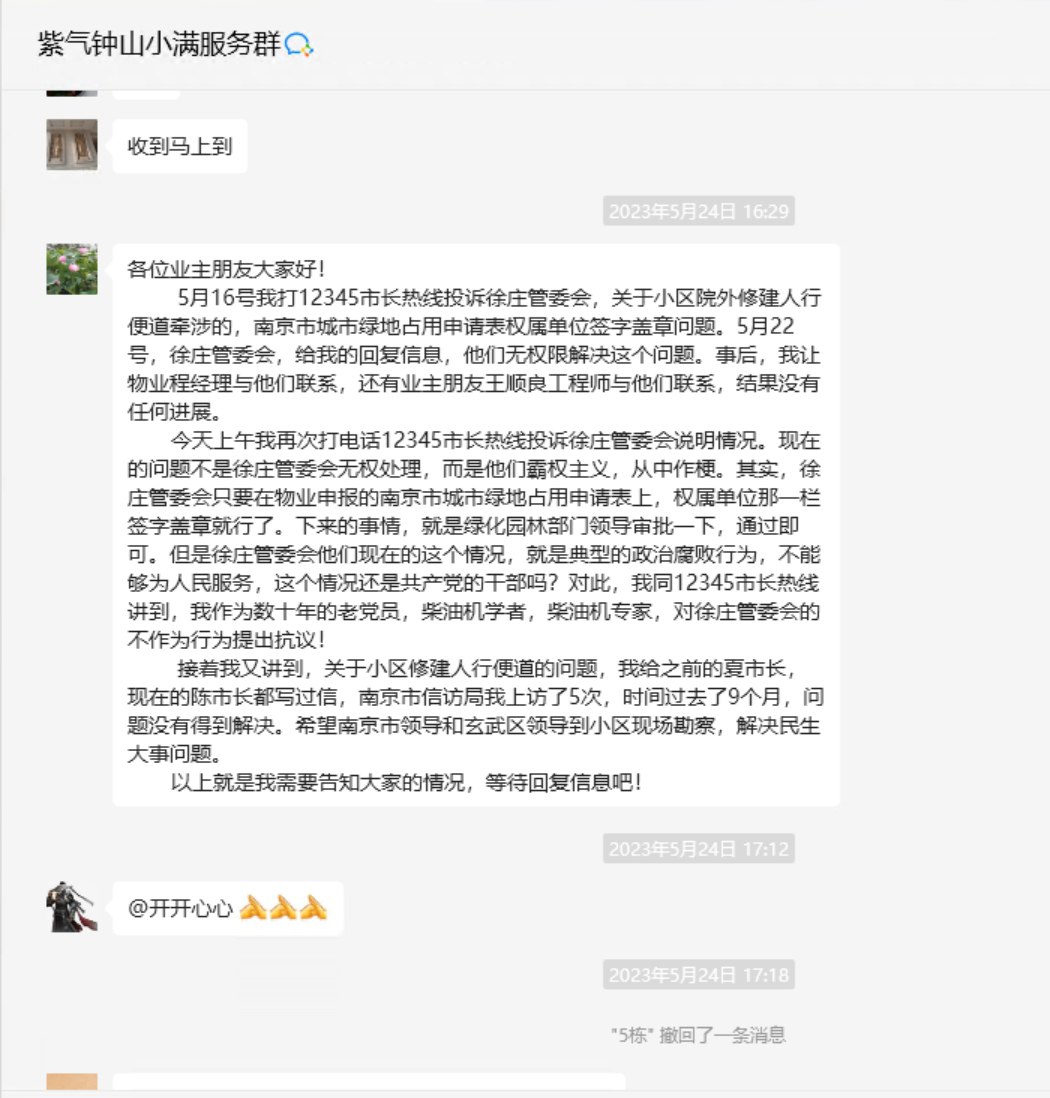 紫气钟山小满服务群
收到马上到
2023年5月24日 16:29
各位业主朋友大家好！
5月16号我打12345市长热线投诉徐庄管委会，关于小区院外修建人行
便道牵涉的，南京市城市绿地占用申请表权属单位签字盖章问题。5月22
号，徐庄管委会，给我的回复信息，他们无权限解决这个问题。事后，我让
物业程经理与他们联系，还有业主朋友王顺良工程师与他们联系，结果没有
任何进展。
今天上午我再次打电话12345市长热线投诉徐庄管委会说明情况。现在
的问题不是徐庄管委会无权处理，而是他们霸权主义，从中作梗。其实，徐
庄管委会只要在物业申报的南京市城市绿地占用申请表上，权属单位那一栏
签字盖章就行了。下来的事情，就是绿化园林部门领导审批一下，通过即
可。但是徐庄管委会他们现在的这个情况，就是典型的政治腐败行为，不能
够为人民服务，这个情况还是共产党的干部吗？对此，我同12345市长热线
讲到，我作为数十年的老党员，柴油机学者，柴油机专家，对徐庄管委会的
不作为行为提出抗议！
接着我又讲到，关于小区修建人行便道的问题，我给之前的夏市长，
现在的陈市长都写过信，南京市信访局我上访了5次，时间过去了9个月，问
题没有得到解决。希望南京市领导和玄武区领导到小区现场勘察，解决民生
大事问题。
以上就是我需要告知大家的情况，等待回复信息吧！
2023年5月24日 17:12
@开开心心
2023年5月24日 17:18
"5栋" 撤回了一条消息